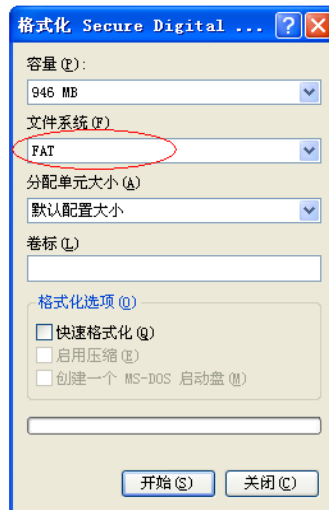 格式化 Secure Digital ...
容量(P):
946 MB
文件系统(F)
FAT
分配单元大小(A)
默认配置大小
卷标(L)
格式化选项(O)
快速格式化(Q)
启用压缩(E)
创建一个 MS-DOS 启动盘(M)
开始(S)
关闭(C)